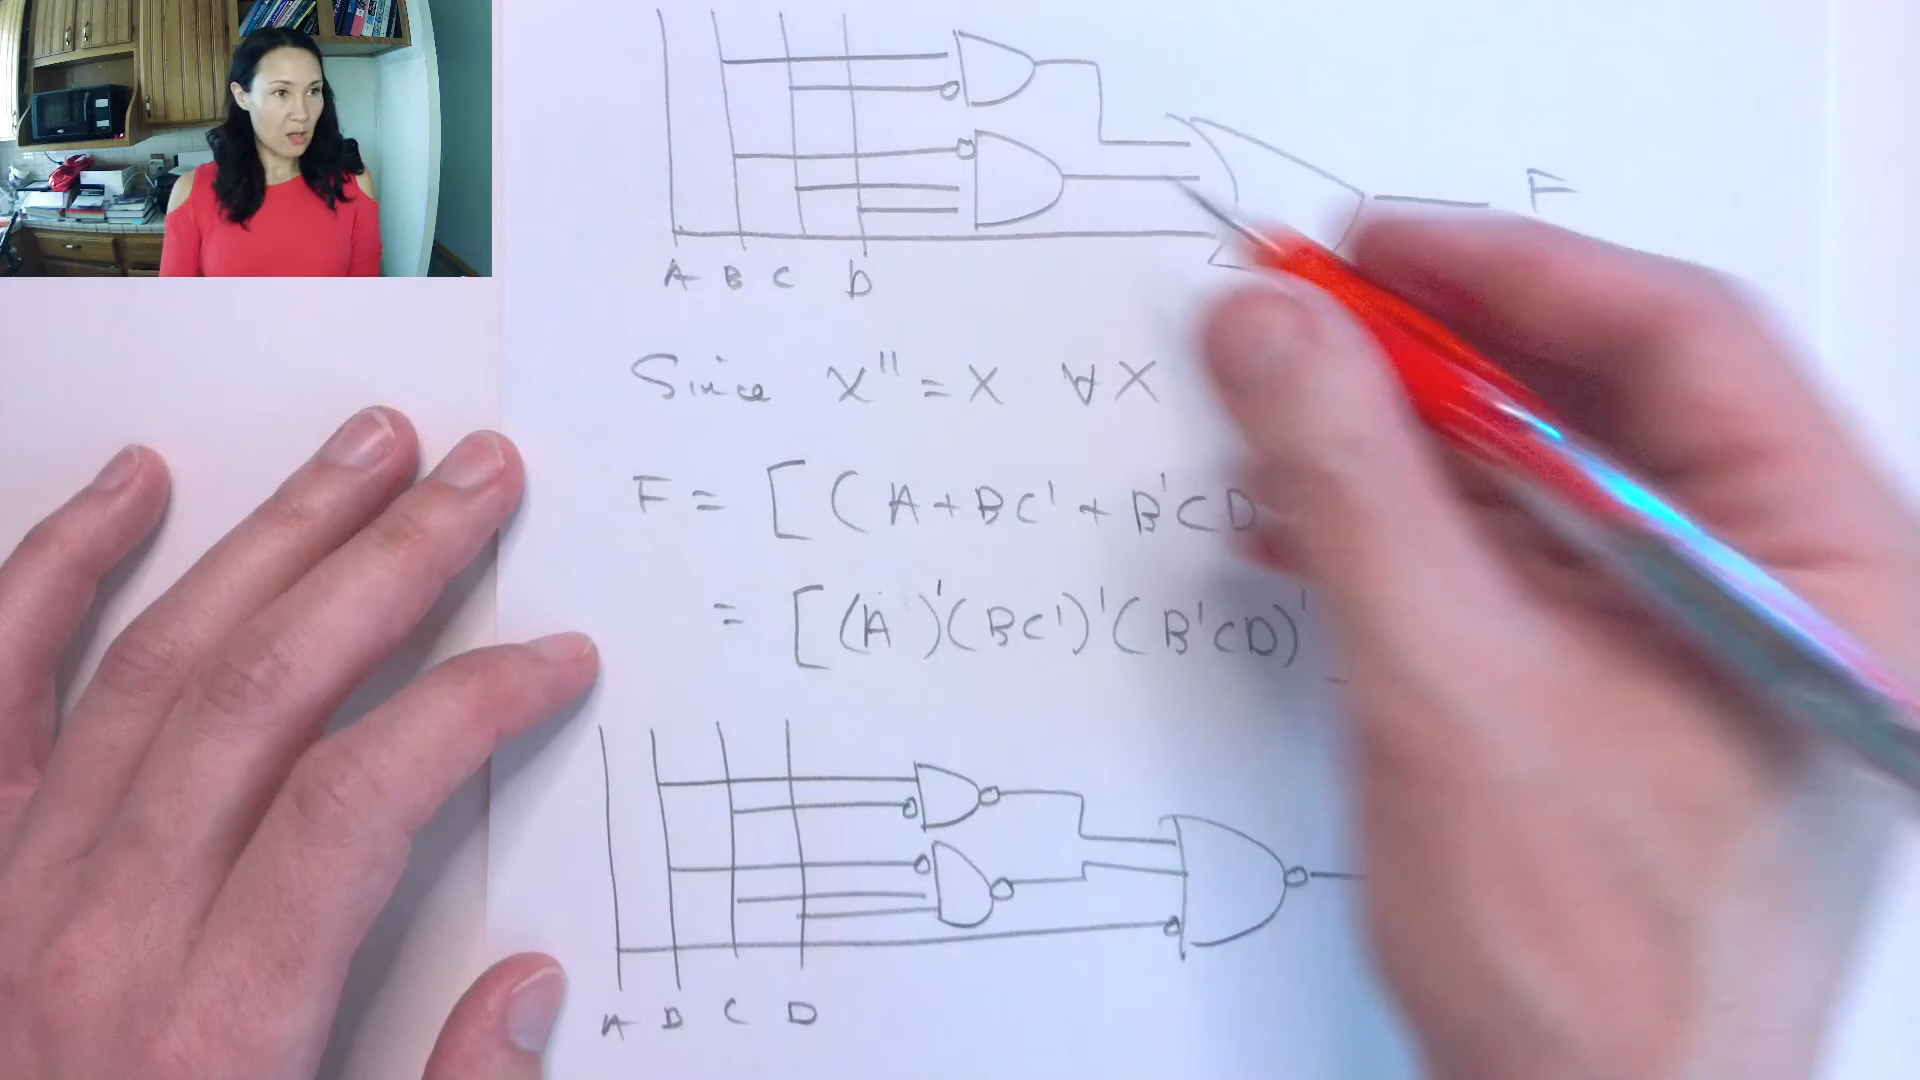 F
A B C D
Since X'' = X ∀ X
F = [ ( A + BC' + B'CD
= [ (A )' (BC')' (B'CD)'
A B C D